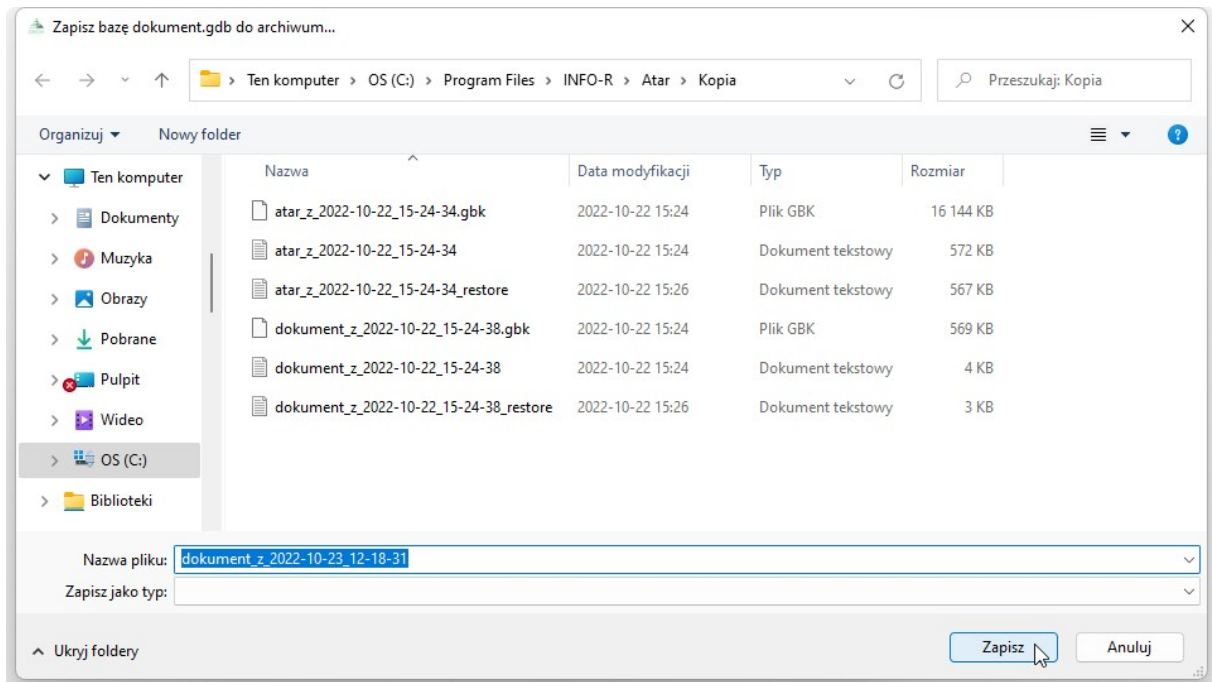 Zapisz bazę dokument.gdb do archiwum...
Ten komputer > OS (C:) > Program Files > INFO-R > Atar > Kopia
Przeszukaj: Kopia
Organizuj Nowy folder
Nazwa Data modyfikacji Typ Rozmiar
Ten komputer
Dokumenty
Muzyka
Obrazy
Pobrane
Pulpit
Wideo
OS (C:)
Biblioteki
atar_z_2022-10-22_15-24-34.gbk 2022-10-22 15:24 Plik GBK 16 144 KB
atar_z_2022-10-22_15-24-34 2022-10-22 15:24 Dokument tekstowy 572 KB
atar_z_2022-10-22_15-24-34_restore 2022-10-22 15:26 Dokument tekstowy 567 KB
dokument_z_2022-10-22_15-24-38.gbk 2022-10-22 15:24 Plik GBK 569 KB
dokument_z_2022-10-22_15-24-38 2022-10-22 15:24 Dokument tekstowy 4 KB
dokument_z_2022-10-22_15-24-38_restore 2022-10-22 15:26 Dokument tekstowy 3 KB
Nazwa pliku: dokument_z_2022-10-23_12-18-31
Zapisz jako typ:
Ukryj foldery
Zapisz Anuluj